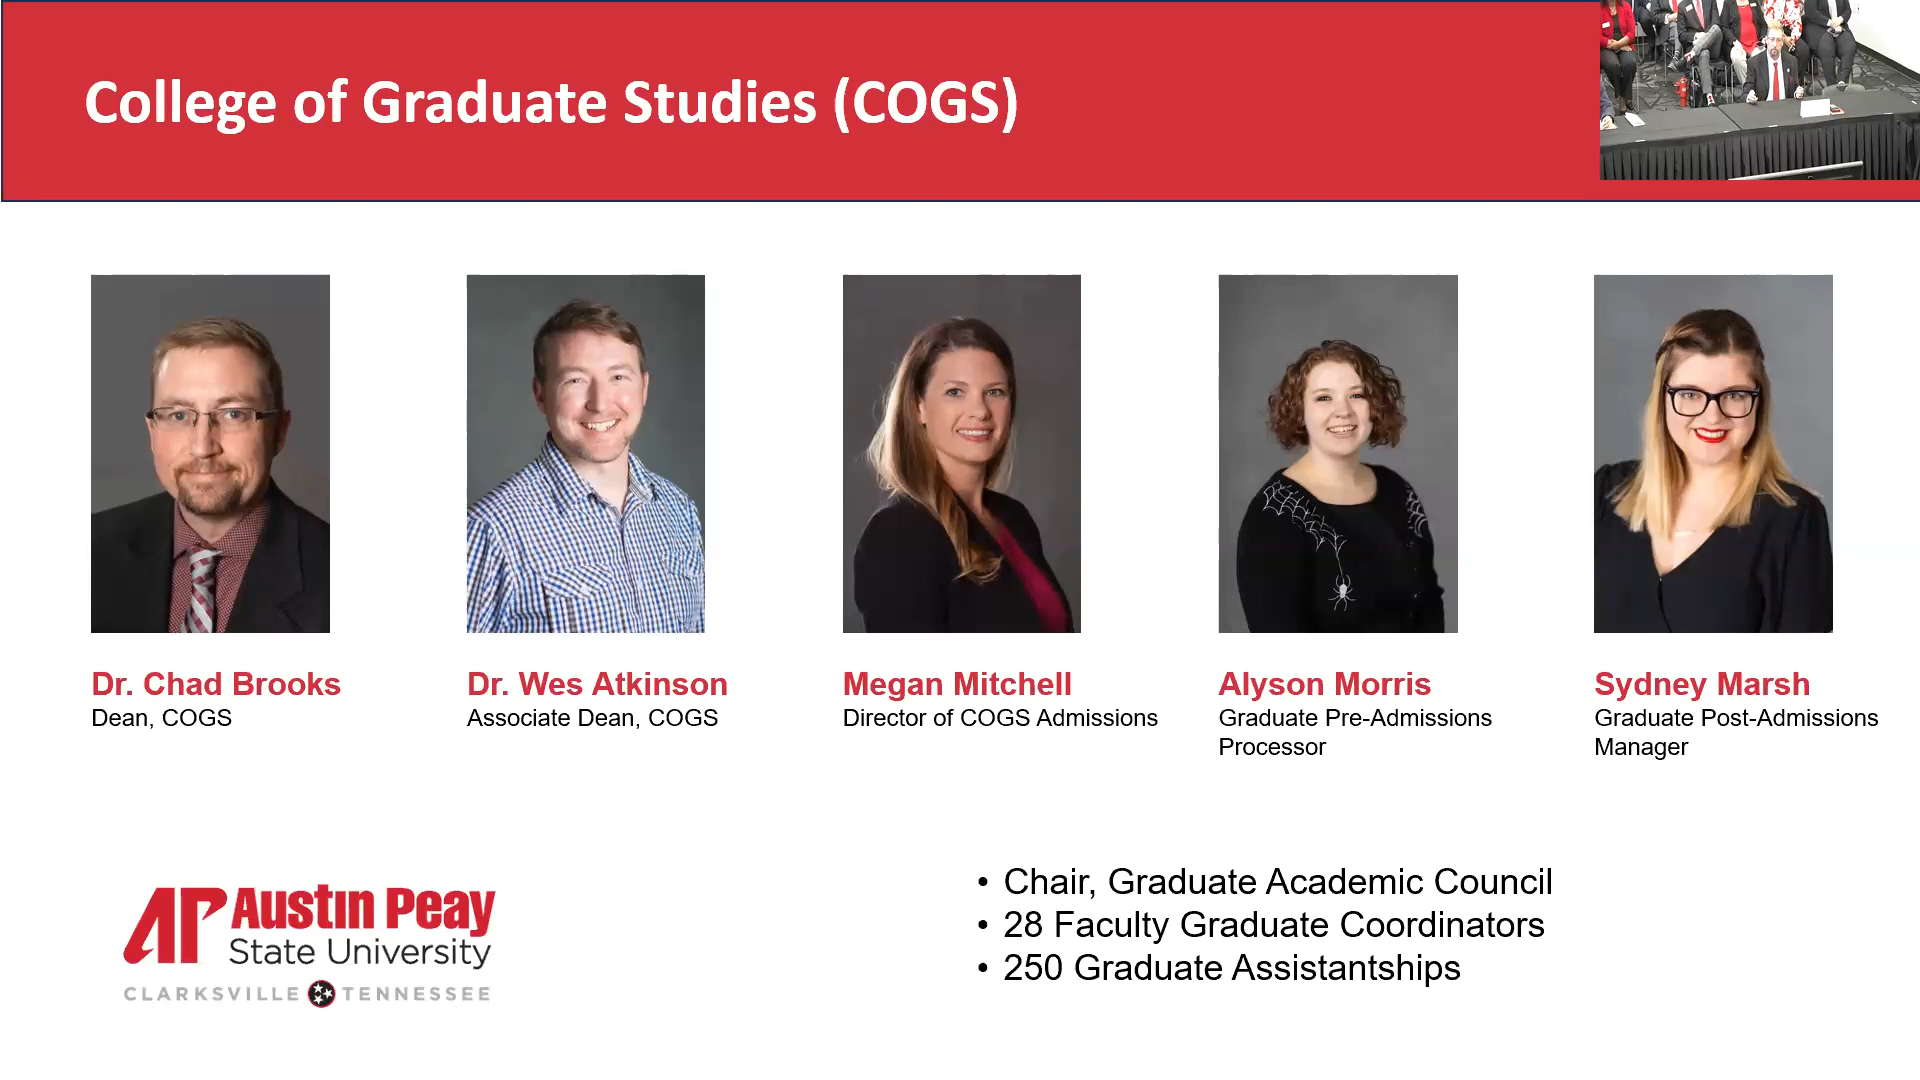 College of Graduate Studies (COGS)
Dr. Chad Brooks
Dean, COGS
Dr. Wes Atkinson
Associate Dean, COGS
Megan Mitchell
Director of COGS Admissions
Alyson Morris
Graduate Pre-Admissions
Processor
Sydney Marsh
Graduate Post-Admissions
Manager
AP Austin Peay
State University
CLARKSVILLE TENNESSEE
• Chair, Graduate Academic Council
• 28 Faculty Graduate Coordinators
• 250 Graduate Assistantships